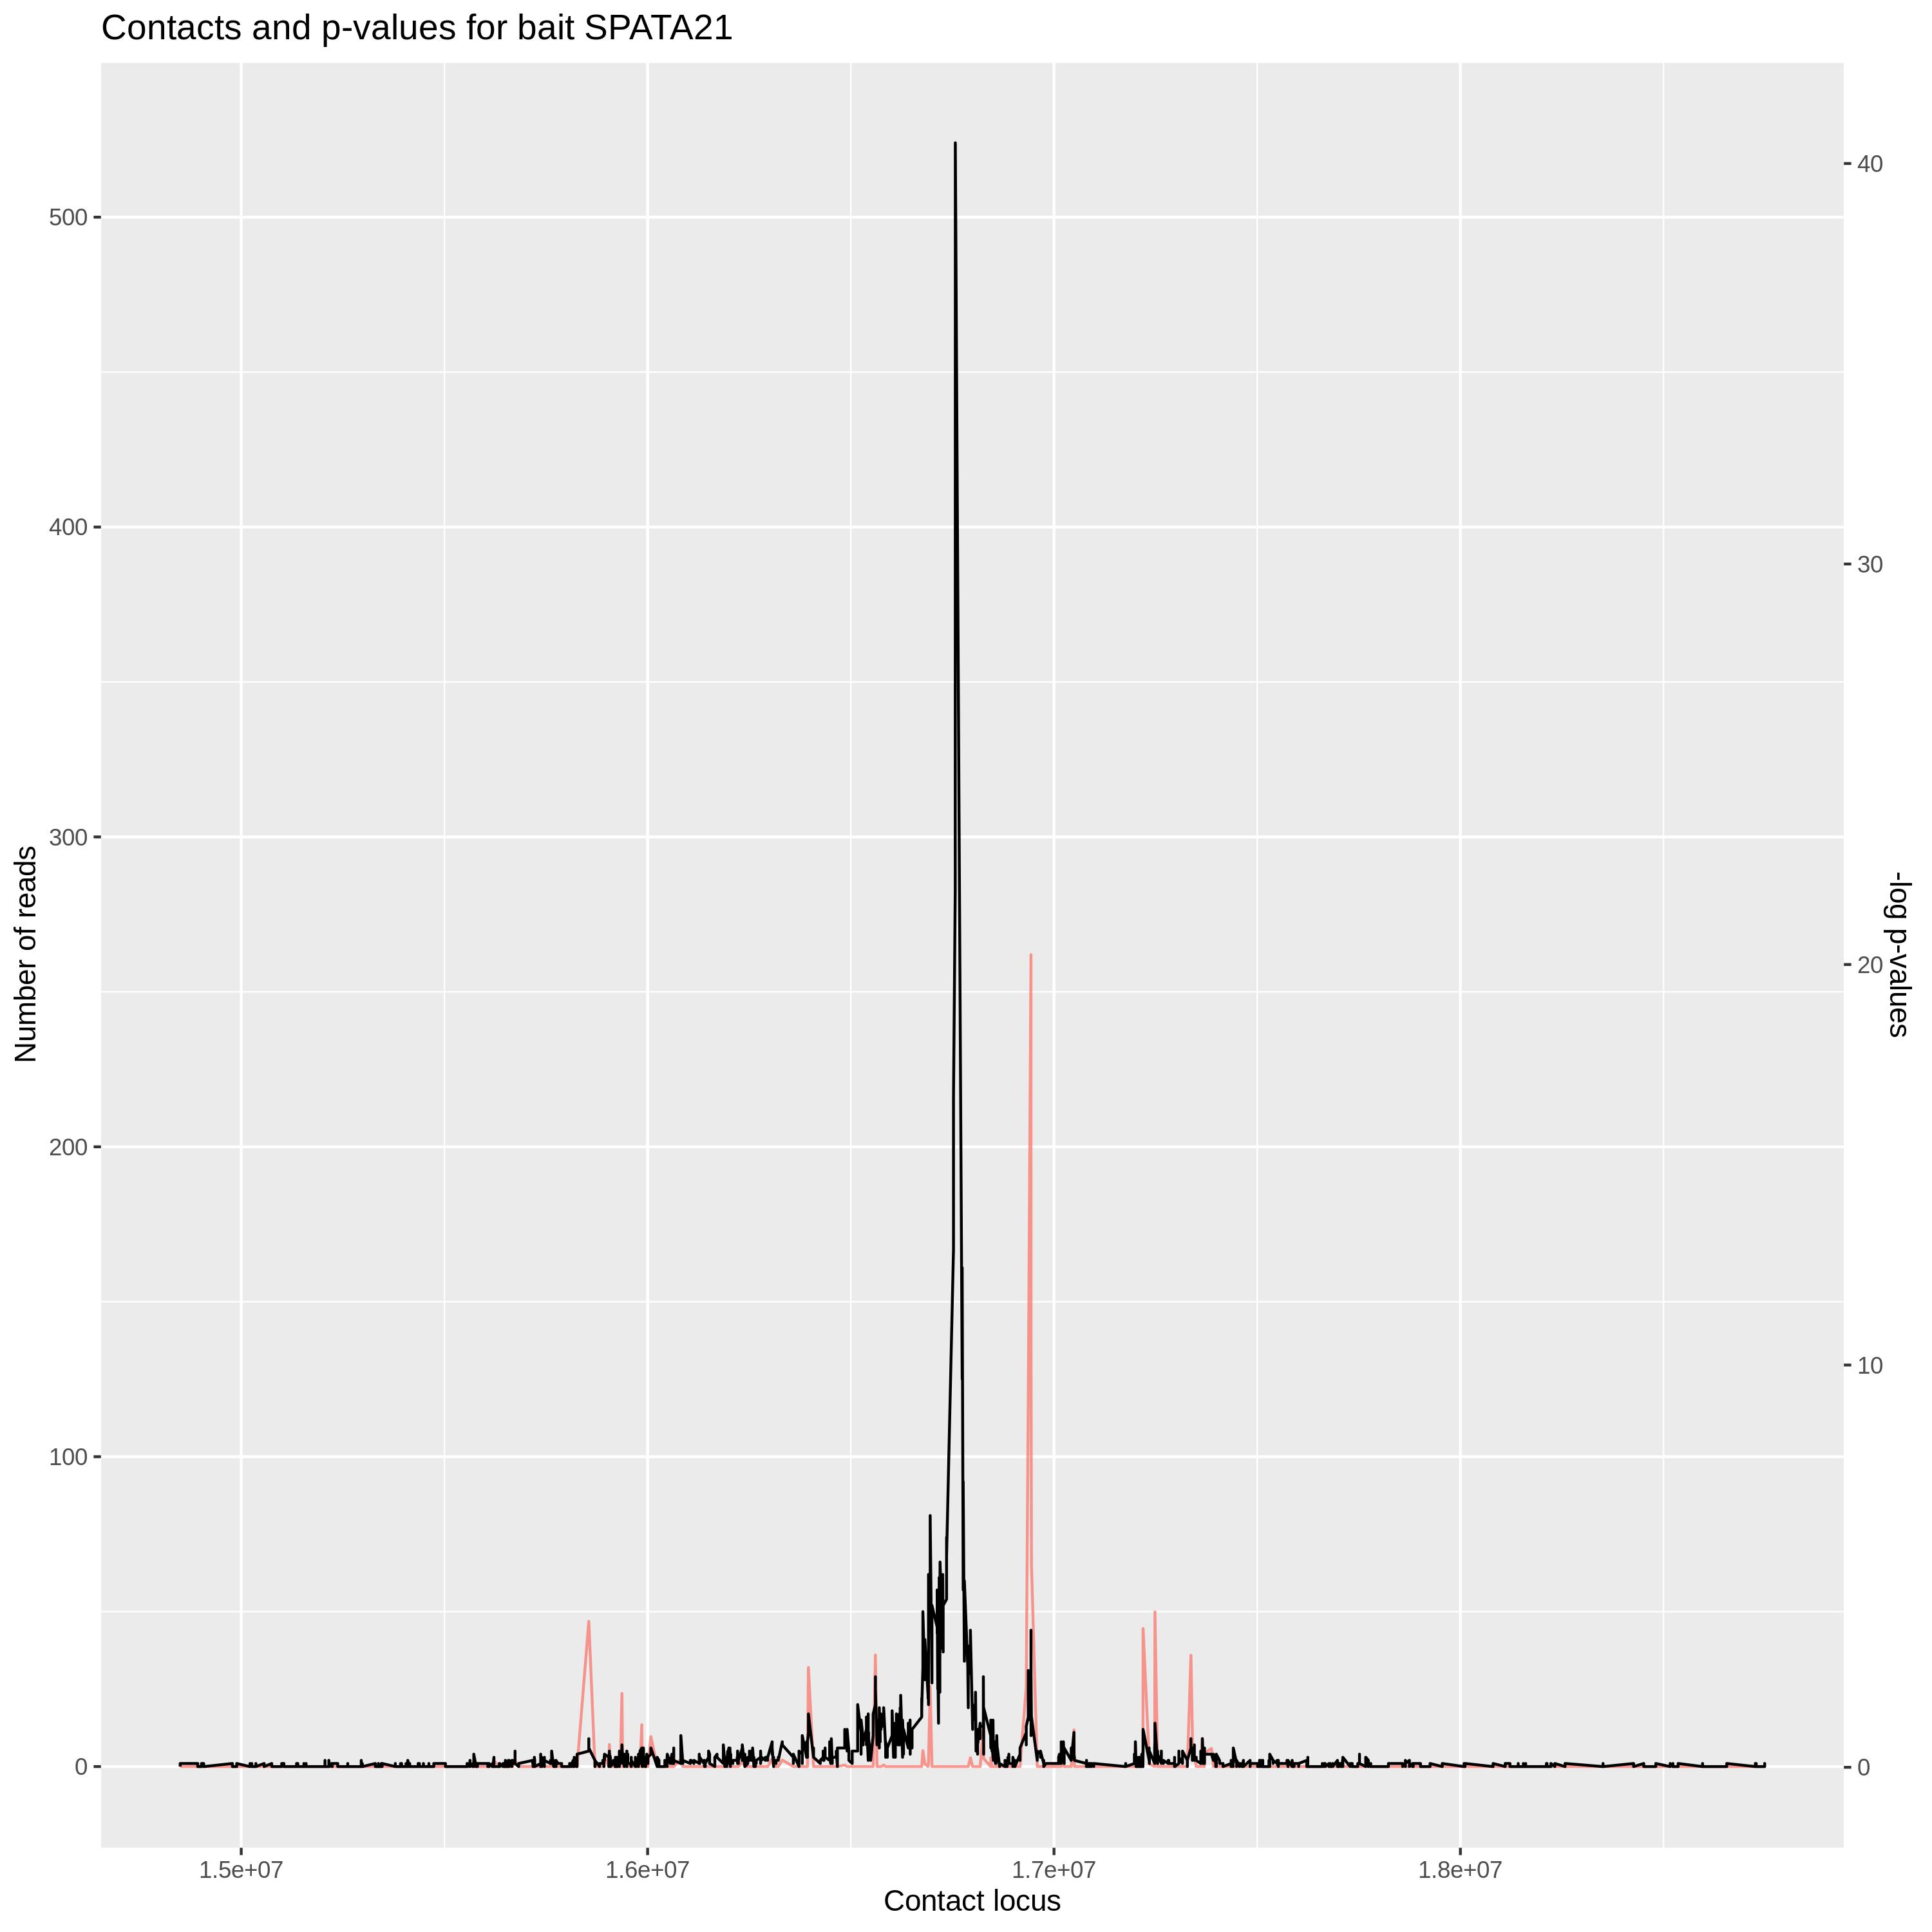 Contacts and p-values for bait SPATA21
Number of reads
500
400
300
200
100
0
40
30
20
10
0
-log p-values
1.5e+07
1.6e+07
1.7e+07
1.8e+07
Contact locus